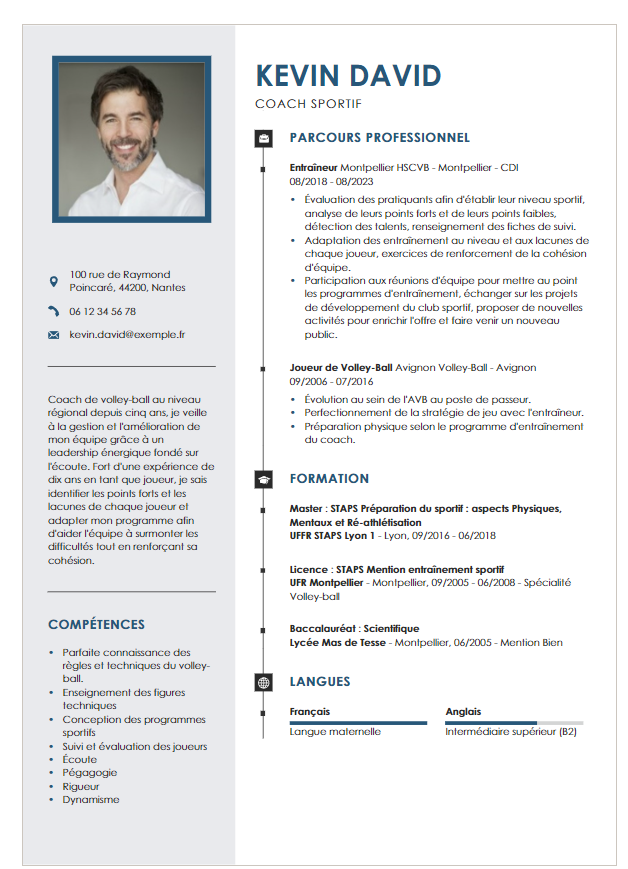 KEVIN DAVID
COACH SPORTIF
100 rue de Raymond
Poincaré, 44200, Nantes
06 12 34 56 78
kevin.david@exemple.fr
Coach de volley-ball au niveau
régional depuis cinq ans, je veille
à la gestion et l'amélioration de
mon équipe grâce à un
leadership énergique fondé sur
l'écoute. Fort d'une expérience de
dix ans en tant que joueur, je sais
identifier les points forts et les
lacunes de chaque joueur et
adapter mon programme afin
d'aider l'équipe à surmonter les
difficultés tout en renforçant sa
cohésion.
COMPÉTENCES
• Parfaite connaissance des
règles et techniques du volley-
ball.
• Enseignement des figures
techniques
• Conception des programmes
sportifs
• Suivi et évaluation des joueurs
• Écoute
• Pégagogie
• Rigueur
• Dynamisme
PARCOURS PROFESSIONNEL
Entraîneur Montpellier HSCVB - Montpellier - CDI
08/2018 - 08/2023
• Évaluation des pratiquants afin d'établir leur niveau sportif,
analyse de leurs points forts et de leurs points faibles,
détection des talents, renseignement des fiches de suivi.
• Adaptation des entraînement au niveau et aux lacunes de
chaque joueur, exercices de renforcement de la cohésion
d'équipe.
• Participation aux réunions d'équipe pour mettre au point
les programmes d'entraînement, échanger sur les projets
de développement du club sportif, proposer de nouvelles
activités pour enrichir l'offre et faire venir un nouveau
public.
Joueur de Volley-Ball Avignon Volley-Ball - Avignon
09/2006 - 07/2016
• Évolution au sein de l'AVB au poste de passeur.
• Perfectionnement de la stratégie de jeu avec l'entraîneur.
• Préparation physique selon le programme d'entraînement
du coach.
FORMATION
Master : STAPS Préparation du sportif : aspects Physiques,
Mentaux et Ré-athlétisation
UFFR STAPS Lyon 1 - Lyon, 09/2016 - 06/2018
Licence : STAPS Mention entraînement sportif
UFR Montpellier - Montpellier, 09/2005 - 06/2008 - Spécialité
Volley-ball
Baccalauréat : Scientifique
Lycée Mas de Tesse - Montpellier, 06/2005 - Mention Bien
LANGUES
Français
Langue maternelle
Anglais
Intermédiaire supérieur (B2)